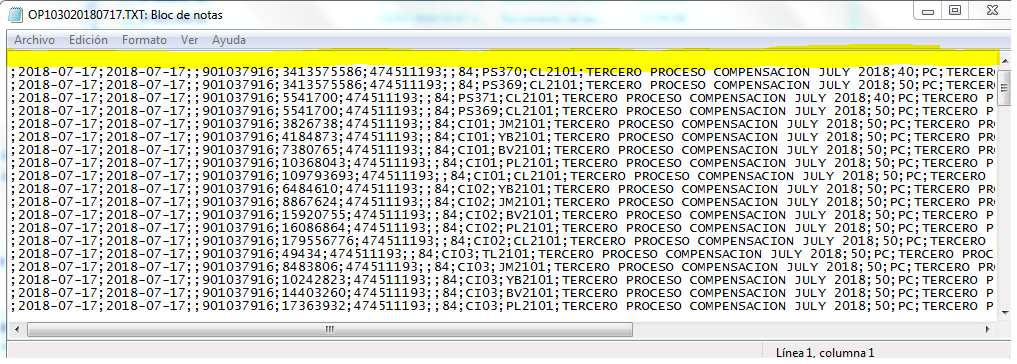 OP103020180717.TXT: Bloc de notas
Archivo Edición Formato Ver Ayuda
;2018-07-17;2018-07-17;;901037916;3413575586;474511193;;84;PS370;CL2101;TERCERO PROCESO COMPENSACION JULY 2018;40;PC;TERCERO
;2018-07-17;2018-07-17;;901037916;3413575586;474511193;;84;PS369;CL2101;TERCERO PROCESO COMPENSACION JULY 2018;50;PC;TERCERO
;2018-07-17;2018-07-17;;901037916;5541700;474511193;;84;PS371;CL2101;TERCERO PROCESO COMPENSACION JULY 2018;40;PC;TERCERO P
;2018-07-17;2018-07-17;;901037916;5541700;474511193;;84;PS369;CL2101;TERCERO PROCESO COMPENSACION JULY 2018;50;PC;TERCERO P
;2018-07-17;2018-07-17;;901037916;3826738;474511193;;84;CI01;JM2101;TERCERO PROCESO COMPENSACION JULY 2018;50;PC;TERCERO PR
;2018-07-17;2018-07-17;;901037916;4184873;474511193;;84;CI01;YB2101;TERCERO PROCESO COMPENSACION JULY 2018;50;PC;TERCERO PR
;2018-07-17;2018-07-17;;901037916;7380765;474511193;;84;CI01;BV2101;TERCERO PROCESO COMPENSACION JULY 2018;50;PC;TERCERO PR
;2018-07-17;2018-07-17;;901037916;10368043;474511193;;84;CI01;PL2101;TERCERO PROCESO COMPENSACION JULY 2018;50;PC;TERCERO P
;2018-07-17;2018-07-17;;901037916;109793693;474511193;;84;CI01;CL2101;TERCERO PROCESO COMPENSACION JULY 2018;50;PC;TERCERO
;2018-07-17;2018-07-17;;901037916;6484610;474511193;;84;CI02;YB2101;TERCERO PROCESO COMPENSACION JULY 2018;50;PC;TERCERO PR
;2018-07-17;2018-07-17;;901037916;8867624;474511193;;84;CI02;JM2101;TERCERO PROCESO COMPENSACION JULY 2018;50;PC;TERCERO PR
;2018-07-17;2018-07-17;;901037916;15920755;474511193;;84;CI02;BV2101;TERCERO PROCESO COMPENSACION JULY 2018;50;PC;TERCERO P
;2018-07-17;2018-07-17;;901037916;16086864;474511193;;84;CI02;PL2101;TERCERO PROCESO COMPENSACION JULY 2018;50;PC;TERCERO P
;2018-07-17;2018-07-17;;901037916;179556776;474511193;;84;CI02;CL2101;TERCERO PROCESO COMPENSACION JULY 2018;50;PC;TERCERO
;2018-07-17;2018-07-17;;901037916;49434;474511193;;84;CI03;TL2101;TERCERO PROCESO COMPENSACION JULY 2018;50;PC;TERCERO PROC
;2018-07-17;2018-07-17;;901037916;8483806;474511193;;84;CI03;JM2101;TERCERO PROCESO COMPENSACION JULY 2018;50;PC;TERCERO PR
;2018-07-17;2018-07-17;;901037916;10242823;474511193;;84;CI03;YB2101;TERCERO PROCESO COMPENSACION JULY 2018;50;PC;TERCERO P
;2018-07-17;2018-07-17;;901037916;14403260;474511193;;84;CI03;BV2101;TERCERO PROCESO COMPENSACION JULY 2018;50;PC;TERCERO P
;2018-07-17;2018-07-17;;901037916;17363932;474511193;;84;CI03;PL2101;TERCERO PROCESO COMPENSACION JULY 2018;50;PC;TERCERO P
Línea 1, columna 1